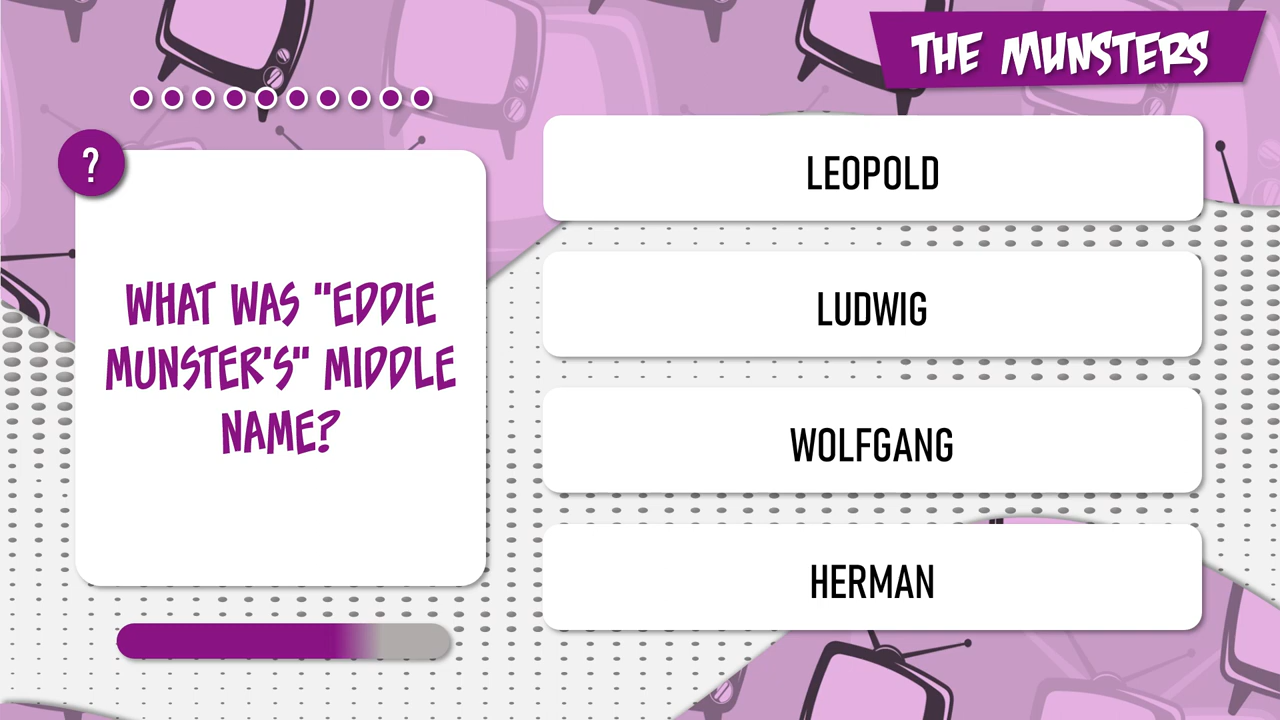 THE MUNSTERS
?
WHAT WAS "EDDIE
MUNSTER'S" MIDDLE
NAME?
LEOPOLD
LUDWIG
WOLFGANG
HERMAN